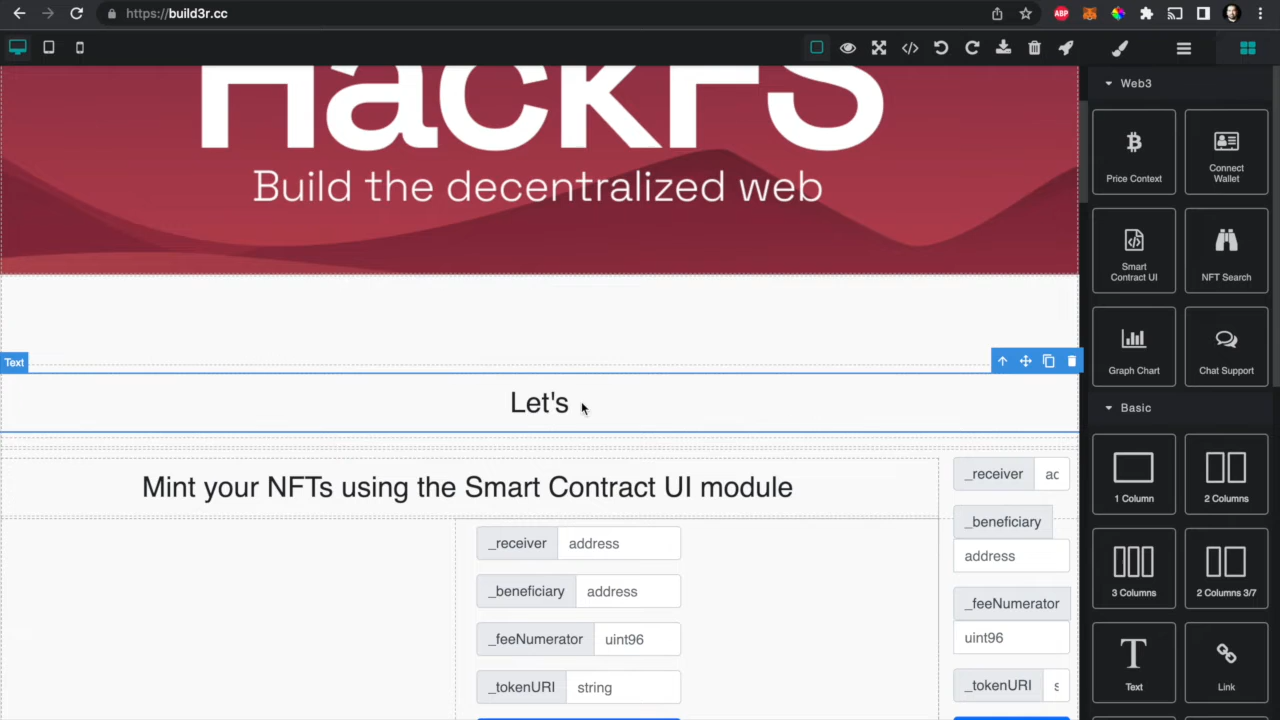 https://build3r.cc
ABP
HackFS
Build the decentralized web
Text
Let's
Mint your NFTs using the Smart Contract UI module
_receiver address
_beneficiary address
_feeNumerator uint96
_tokenURI string
_receiver ac
_beneficiary
address
_feeNumerator
uint96
_tokenURI s
Web3
Price Context
Connect
Wallet
Smart
Contract UI
NFT Search
Graph Chart
Chat Support
Basic
1 Column
2 Columns
3 Columns
2 Columns 3/7
Text
Link